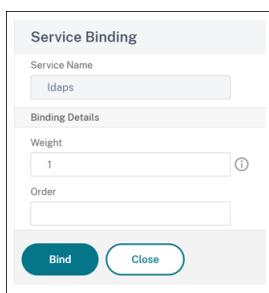 Service Binding
Service Name
ldaps
Binding Details
Weight
1
Order
Bind Close